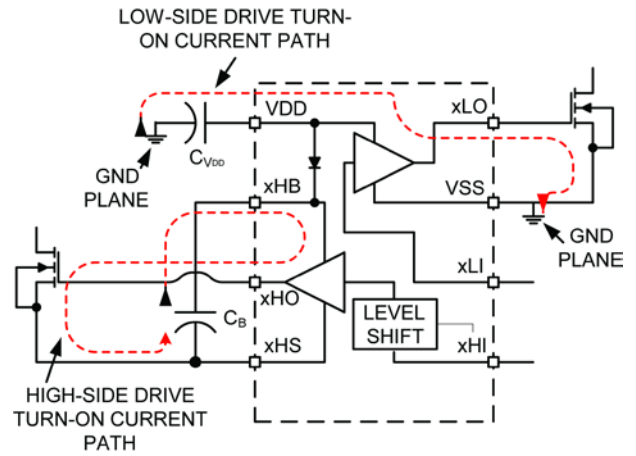 LOW-SIDE DRIVE TURN-
ON CURRENT PATH
VDD
xLO
CVDD
GND
PLANE
xHB
VSS
GND
PLANE
xHO
xLI
CB
LEVEL
SHIFT
xHS
xHI
HIGH-SIDE DRIVE
TURN-ON CURRENT
PATH